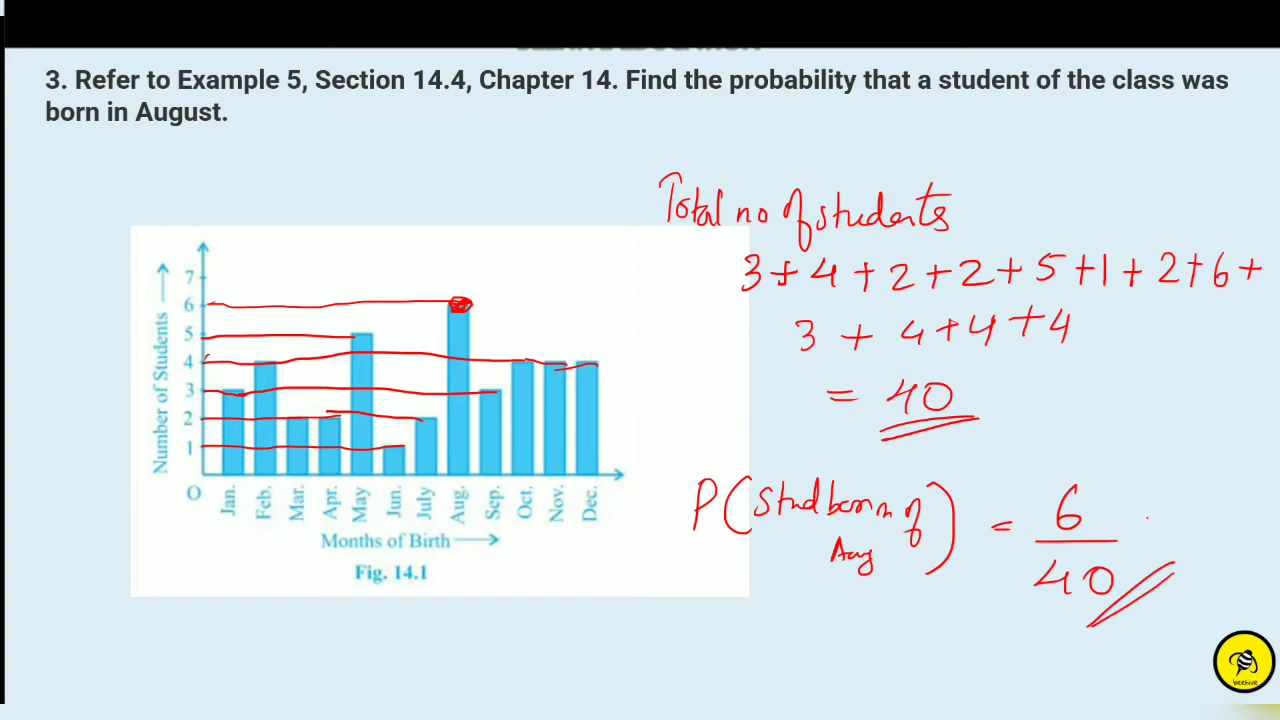 3. Refer to Example 5, Section 14.4, Chapter 14. Find the probability that a student of the class was
born in August.
Total no of students
3 + 4 + 2 + 2 + 5 + 1 + 2 + 6 +
3 + 4 + 4 + 4
= 40
P(Stud born in of Aug) = 6/40
Number of Students
7
6
5
4
3
2
1
O
Jan. Feb. Mar. Apr. May Jun. July Aug. Sep. Oct. Nov. Dec.
Months of Birth
Fig. 14.1
beehive